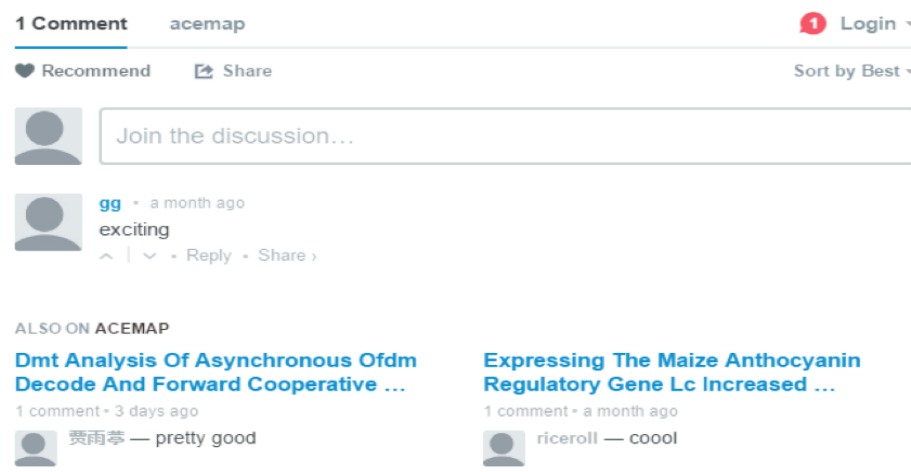 1 Comment acemap 1 Login
Recommend Share Sort by Best
Join the discussion...
gg • a month ago
exciting
• Reply • Share ›
ALSO ON ACEMAP
Dmt Analysis Of Asynchronous Ofdm
Decode And Forward Cooperative ...
1 comment • 3 days ago
贾雨葶 — pretty good
Expressing The Maize Anthocyanin
Regulatory Gene Lc Increased ...
1 comment • a month ago
riceroll — coool